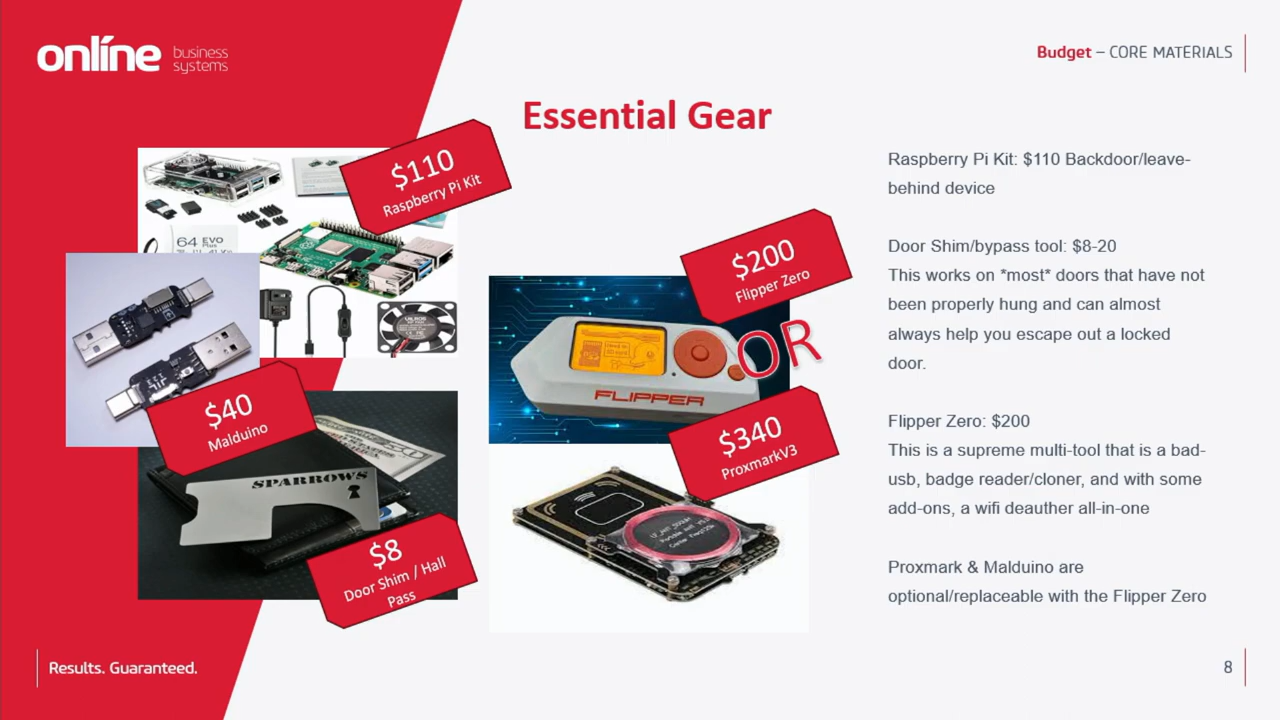 online business systems
Budget – CORE MATERIALS
Essential Gear
$110
Raspberry Pi Kit
64 EVO
Plus
$40
Malduino
SPARROWS
$8
Door Shim / Hall
Pass
$200
Flipper Zero
OR
FLIPPER
$340
ProxmarkV3
Raspberry Pi Kit: $110 Backdoor/leave-
behind device
Door Shim/bypass tool: $8-20
This works on *most* doors that have not
been properly hung and can almost
always help you escape out a locked
door.
Flipper Zero: $200
This is a supreme multi-tool that is a bad-
usb, badge reader/cloner, and with some
add-ons, a wifi deauther all-in-one
Proxmark & Malduino are
optional/replaceable with the Flipper Zero
Results. Guaranteed.
8